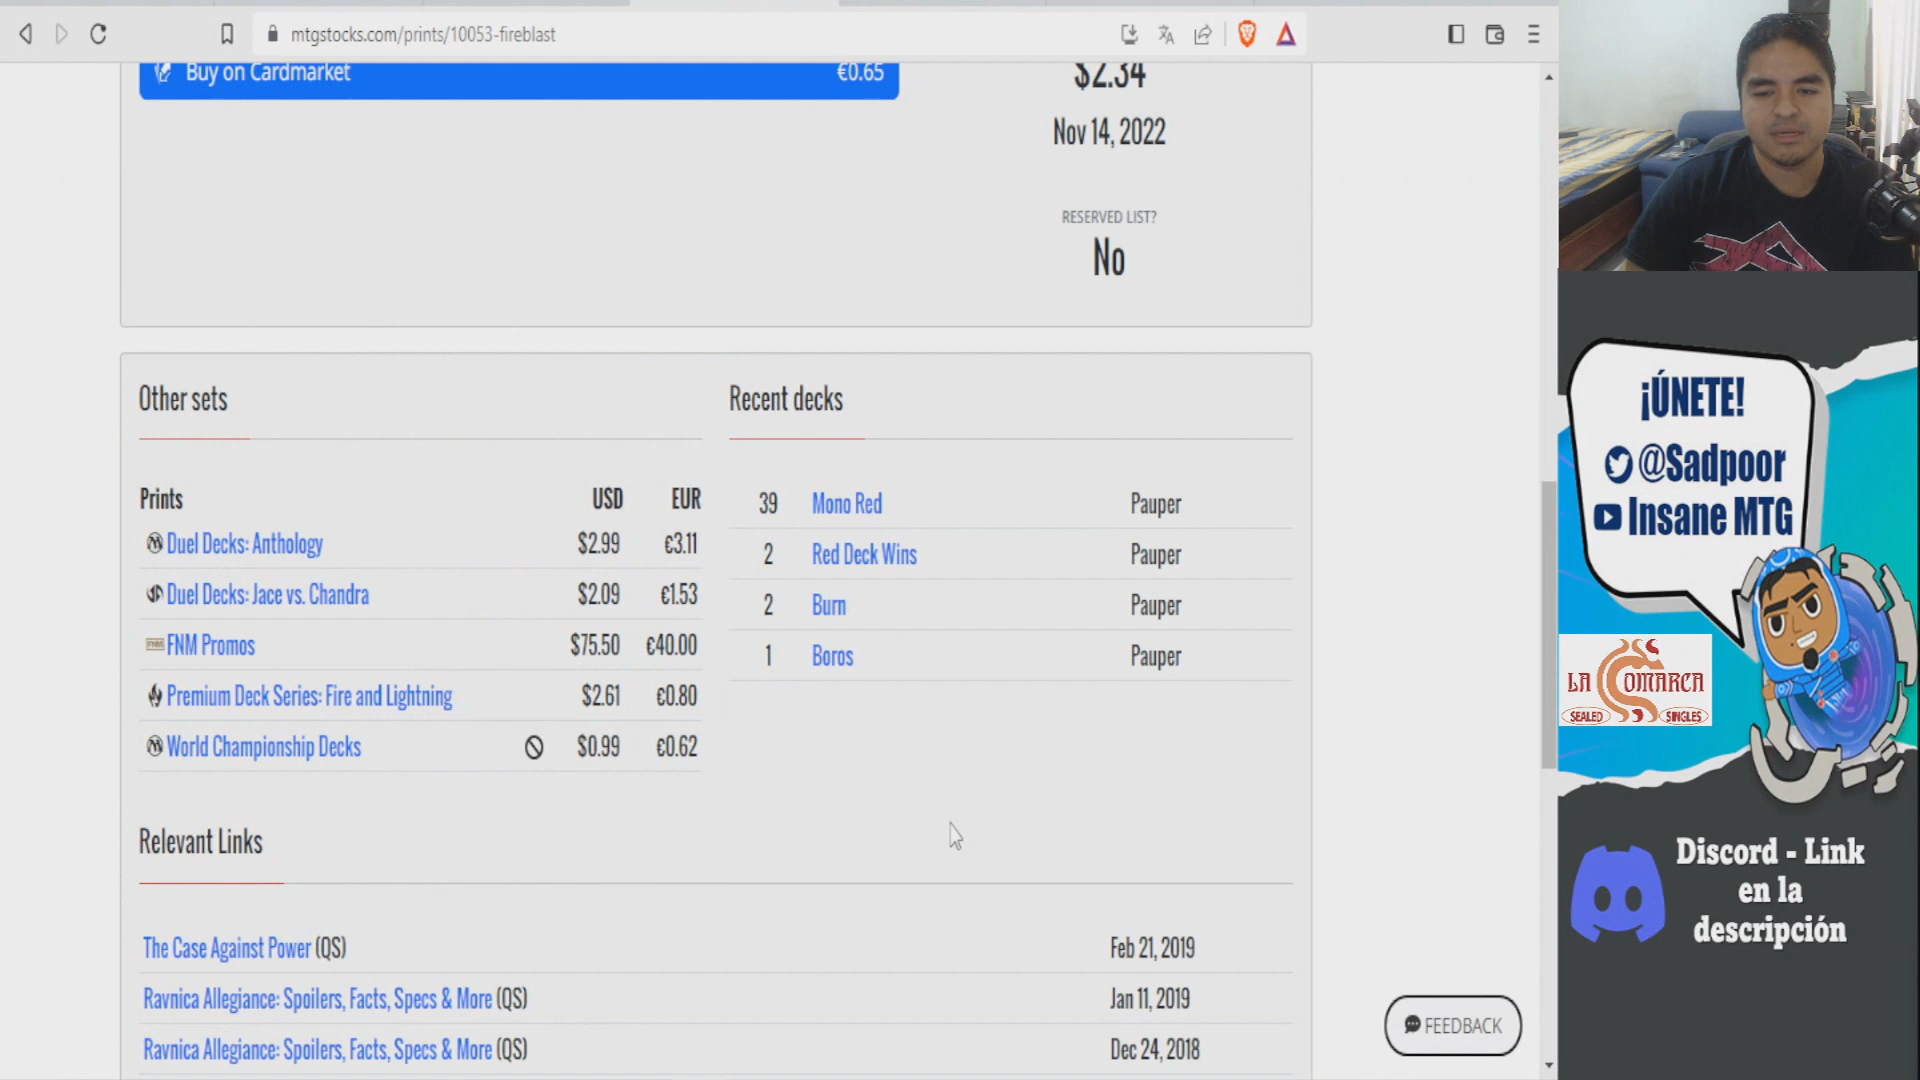 mtgstocks.com/prints/10053-fireblast
Buy on Cardmarket €0.65
$2.34
Nov 14, 2022
RESERVED LIST?
No
Other sets
Prints USD EUR
Duel Decks: Anthology $2.99 €3.11
Duel Decks: Jace vs. Chandra $2.09 €1.53
FNM FNM Promos $75.50 €40.00
Premium Deck Series: Fire and Lightning $2.61 €0.80
World Championship Decks $0.99 €0.62
Recent decks
39 Mono Red Pauper
2 Red Deck Wins Pauper
2 Burn Pauper
1 Boros Pauper
Relevant Links
The Case Against Power (QS) Feb 21, 2019
Ravnica Allegiance: Spoilers, Facts, Specs & More (QS) Jan 11, 2019
Ravnica Allegiance: Spoilers, Facts, Specs & More (QS) Dec 24, 2018
FEEDBACK
¡ÚNETE!
@Sadpoor
Insane MTG
LA COMARCA
SEALED SINGLES
Discord - Link
en la
descripción